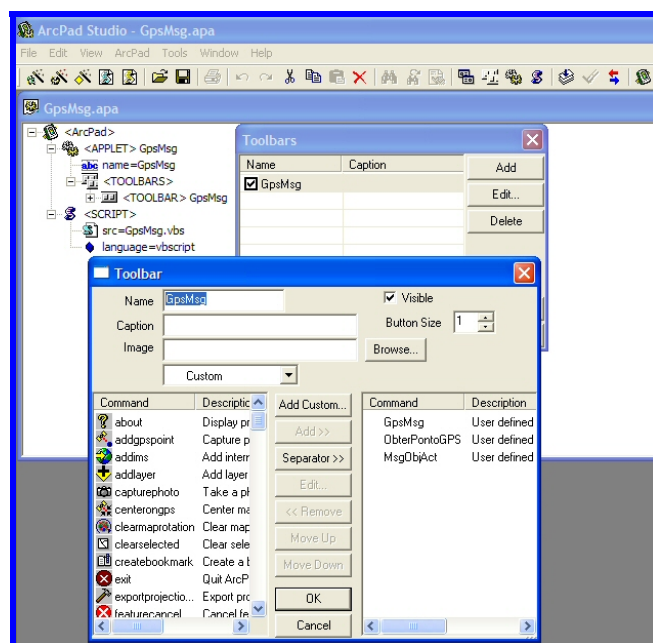 ArcPad Studio - GpsMsg.apa
File Edit View ArcPad Tools Window Help
GpsMsg.apa
<ArcPad>
<APPLET> GpsMsg
abc name=GpsMsg
<TOOLBARS>
<TOOLBAR> GpsMsg
<SCRIPT>
src=GpsMsg.vbs
language=vbscript
Toolbars
Name Caption
GpsMsg
Add
Edit...
Delete
Toolbar
Name GpsMsg
Visible
Caption
Button Size 1
Image
Browse...
Custom
Command Descriptic
about Display pr
addgpspoint Capture p
addims Add interr
addlayer Add layer
capturephoto Take a ph
centerongps Center ma
clearmaprotation Clear map
clearselected Clear sele
createbookmark Create a b
exit Quit ArcP
exportprojectio... Export pro
featurecancel Cancel fe
Add Custom...
Add >>
Separator >>
Edit...
<< Remove
Move Up
Move Down
OK
Cancel
Command Description
GpsMsg User defined
ObterPontoGPS User defined
MsgObjAct User defined